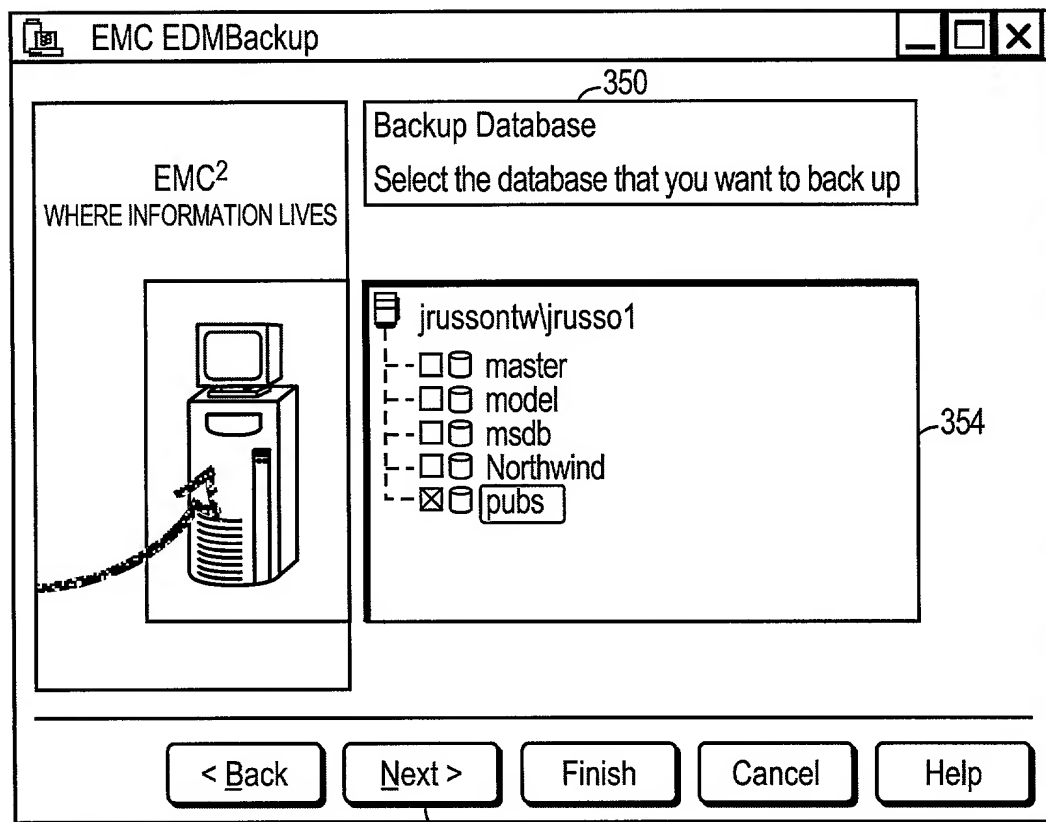 EMC EDMBackup
350
Backup Database
Select the database that you want to back up
EMC²
WHERE INFORMATION LIVES
jrussontw\jrusso1
master
model
msdb
Northwind
pubs
354
< Back
Next >
Finish
Cancel
Help